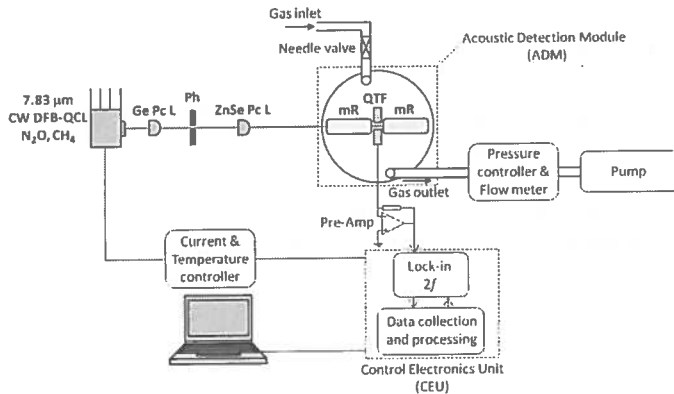 Gas inlet
Needle valve
Acoustic Detection Module
(ADM)
7.83 µm
CW DFB-QCL
N2O, CH4
Ge Pc L
Ph
ZnSe Pc L
QTF
mR
mR
Gas outlet
Pressure
controller &
Flow meter
Pump
Pre-Amp
Current &
Temperature
controller
Lock-in
2f
Data collection
and processing
Control Electronics Unit
(CEU)